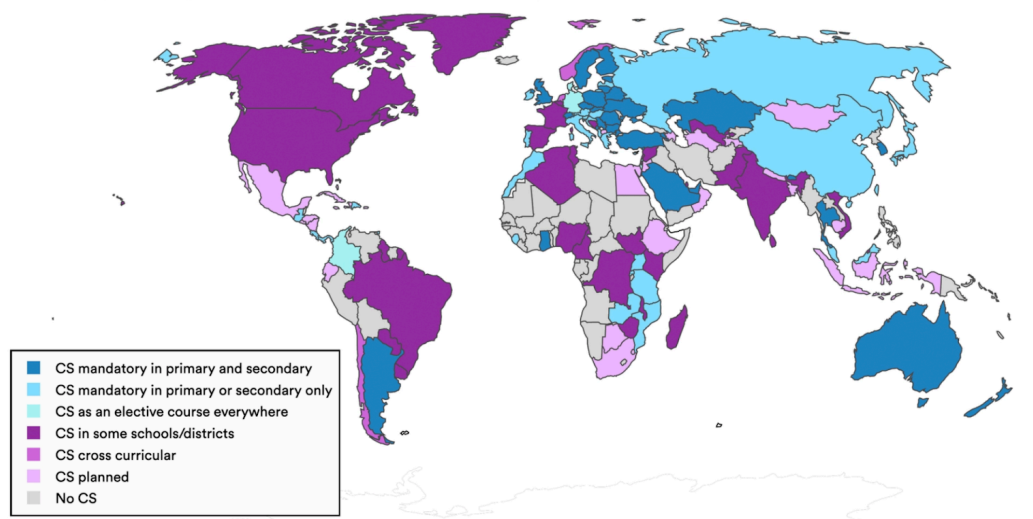 CS mandatory in primary and secondary
CS mandatory in primary or secondary only
CS as an elective course everywhere
CS in some schools/districts
CS cross curricular
CS planned
No CS